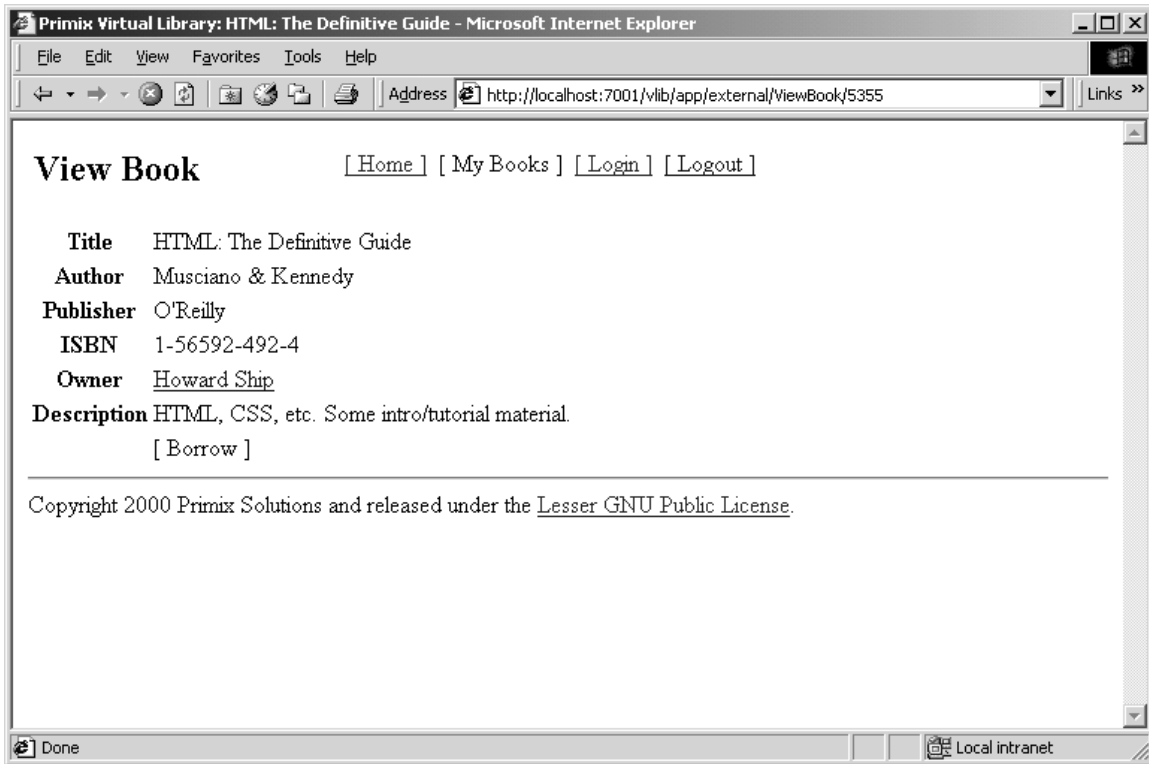 Primix Virtual Library: HTML: The Definitive Guide - Microsoft Internet Explorer
File Edit View Favorites Tools Help
Address http://localhost:7001/vlib/app/external/ViewBook/5355 Links »
View Book [ Home ] [ My Books ] [ Login ] [ Logout ]
Title HTML: The Definitive Guide
Author Musciano & Kennedy
Publisher O'Reilly
ISBN 1-56592-492-4
Owner Howard Ship
Description HTML, CSS, etc. Some intro/tutorial material.
[ Borrow ]
Copyright 2000 Primix Solutions and released under the Lesser GNU Public License.
Done Local intranet